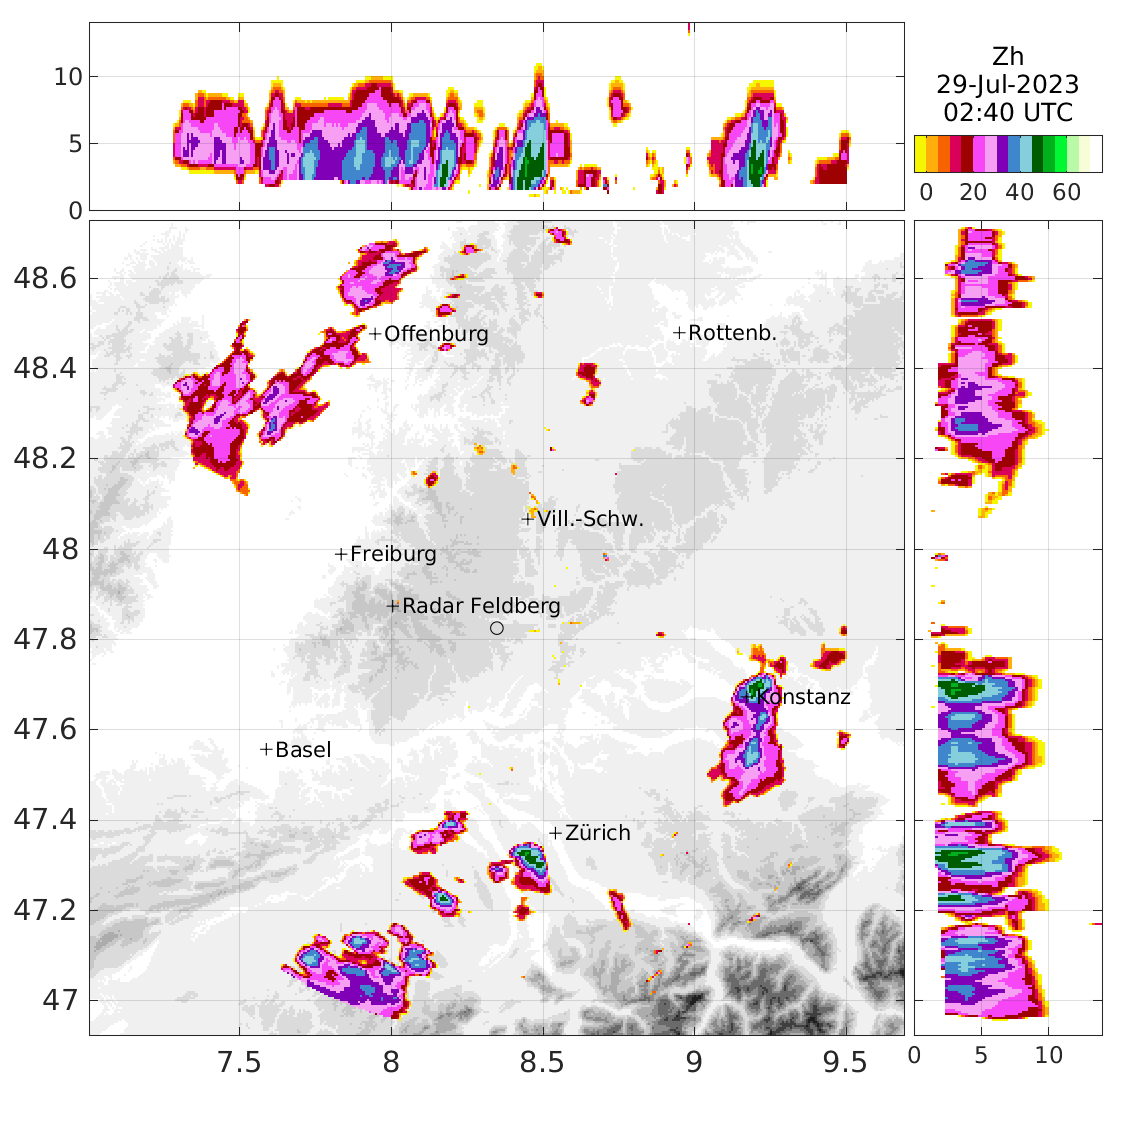 Zh
29-Jul-2023
02:40 UTC
0 20 40 60
10
5
0
48.6
48.4
48.2
48
47.8
47.6
47.4
47.2
47
+Offenburg
+Rottenb.
+Vill.-Schw.
+Freiburg
+Radar Feldberg
+Konstanz
+Basel
+Zürich
7.5 8 8.5 9 9.5
0 5 10